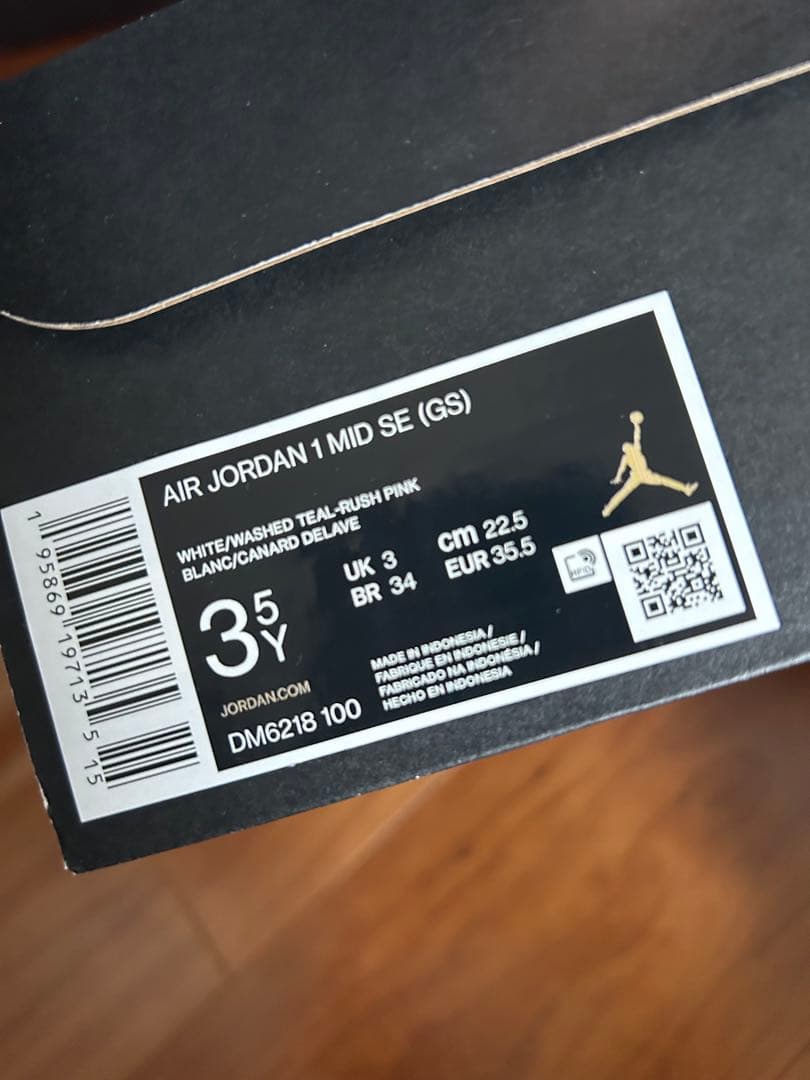 AIR JORDAN 1 MID SE (GS)
WHITE/WASHED TEAL-RUSH PINK
BLANC/CANARD DELAVE
3 5 Y
UK 3
BR 34
cm 22.5
EUR 35.5
RFID
JORDAN.COM
DM6218 100
MADE IN INDONESIA /
FABRIQUE EN INDONESIE /
FABRICADO NA INDONÉSIA /
HECHO EN INDONESIA
1 95869 19713 5 15